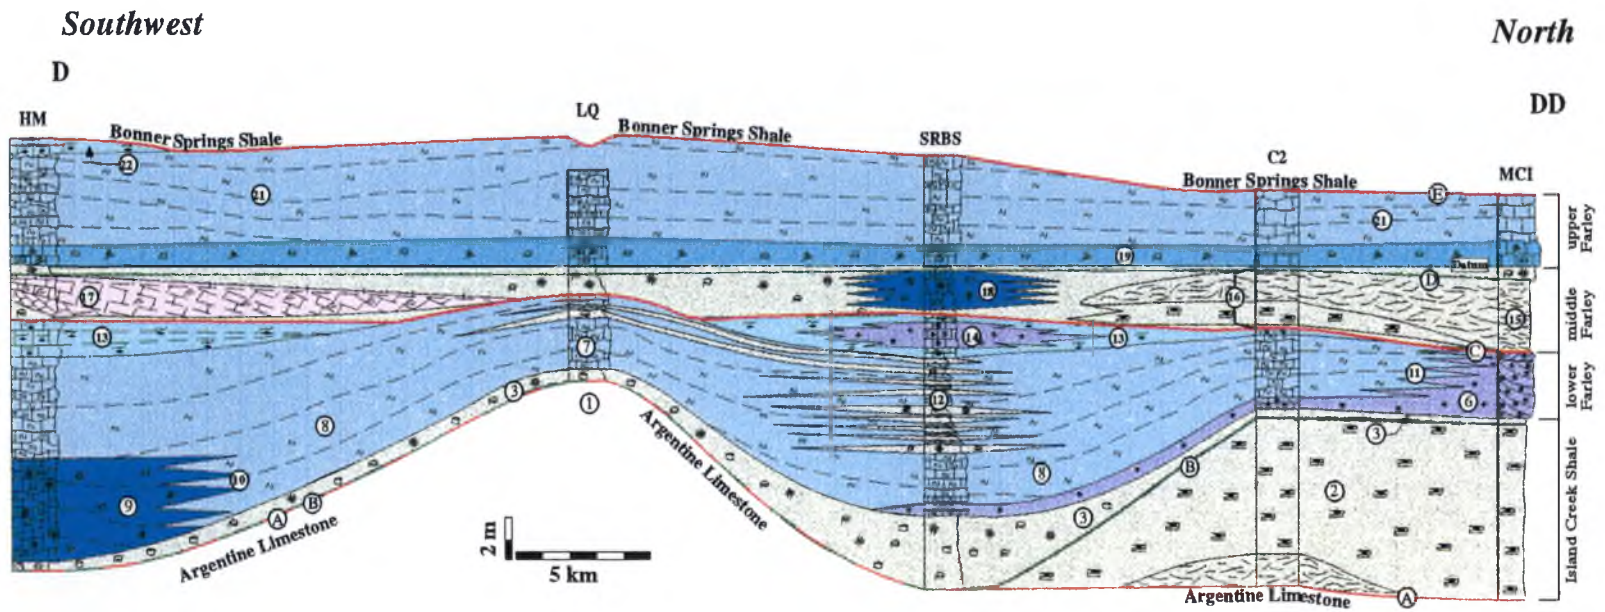 Southwest
North
D
DD
HM
LQ
SRBS
C2
MCI
Bonner Springs Shale
Bonner Springs Shale
Bonner Springs Shale
22
21
E
21
upper
Farley
19
Datum
D
17
18
16
15
middle
Farley
13
14
13
C
7
11
lower
Farley
3
1
12
6
8
3
10
8
B
9
2
B
A
3
Argentine Limestone
Argentine Limestone
Island Creek Shale
2 m
5 km
Argentine Limestone
A